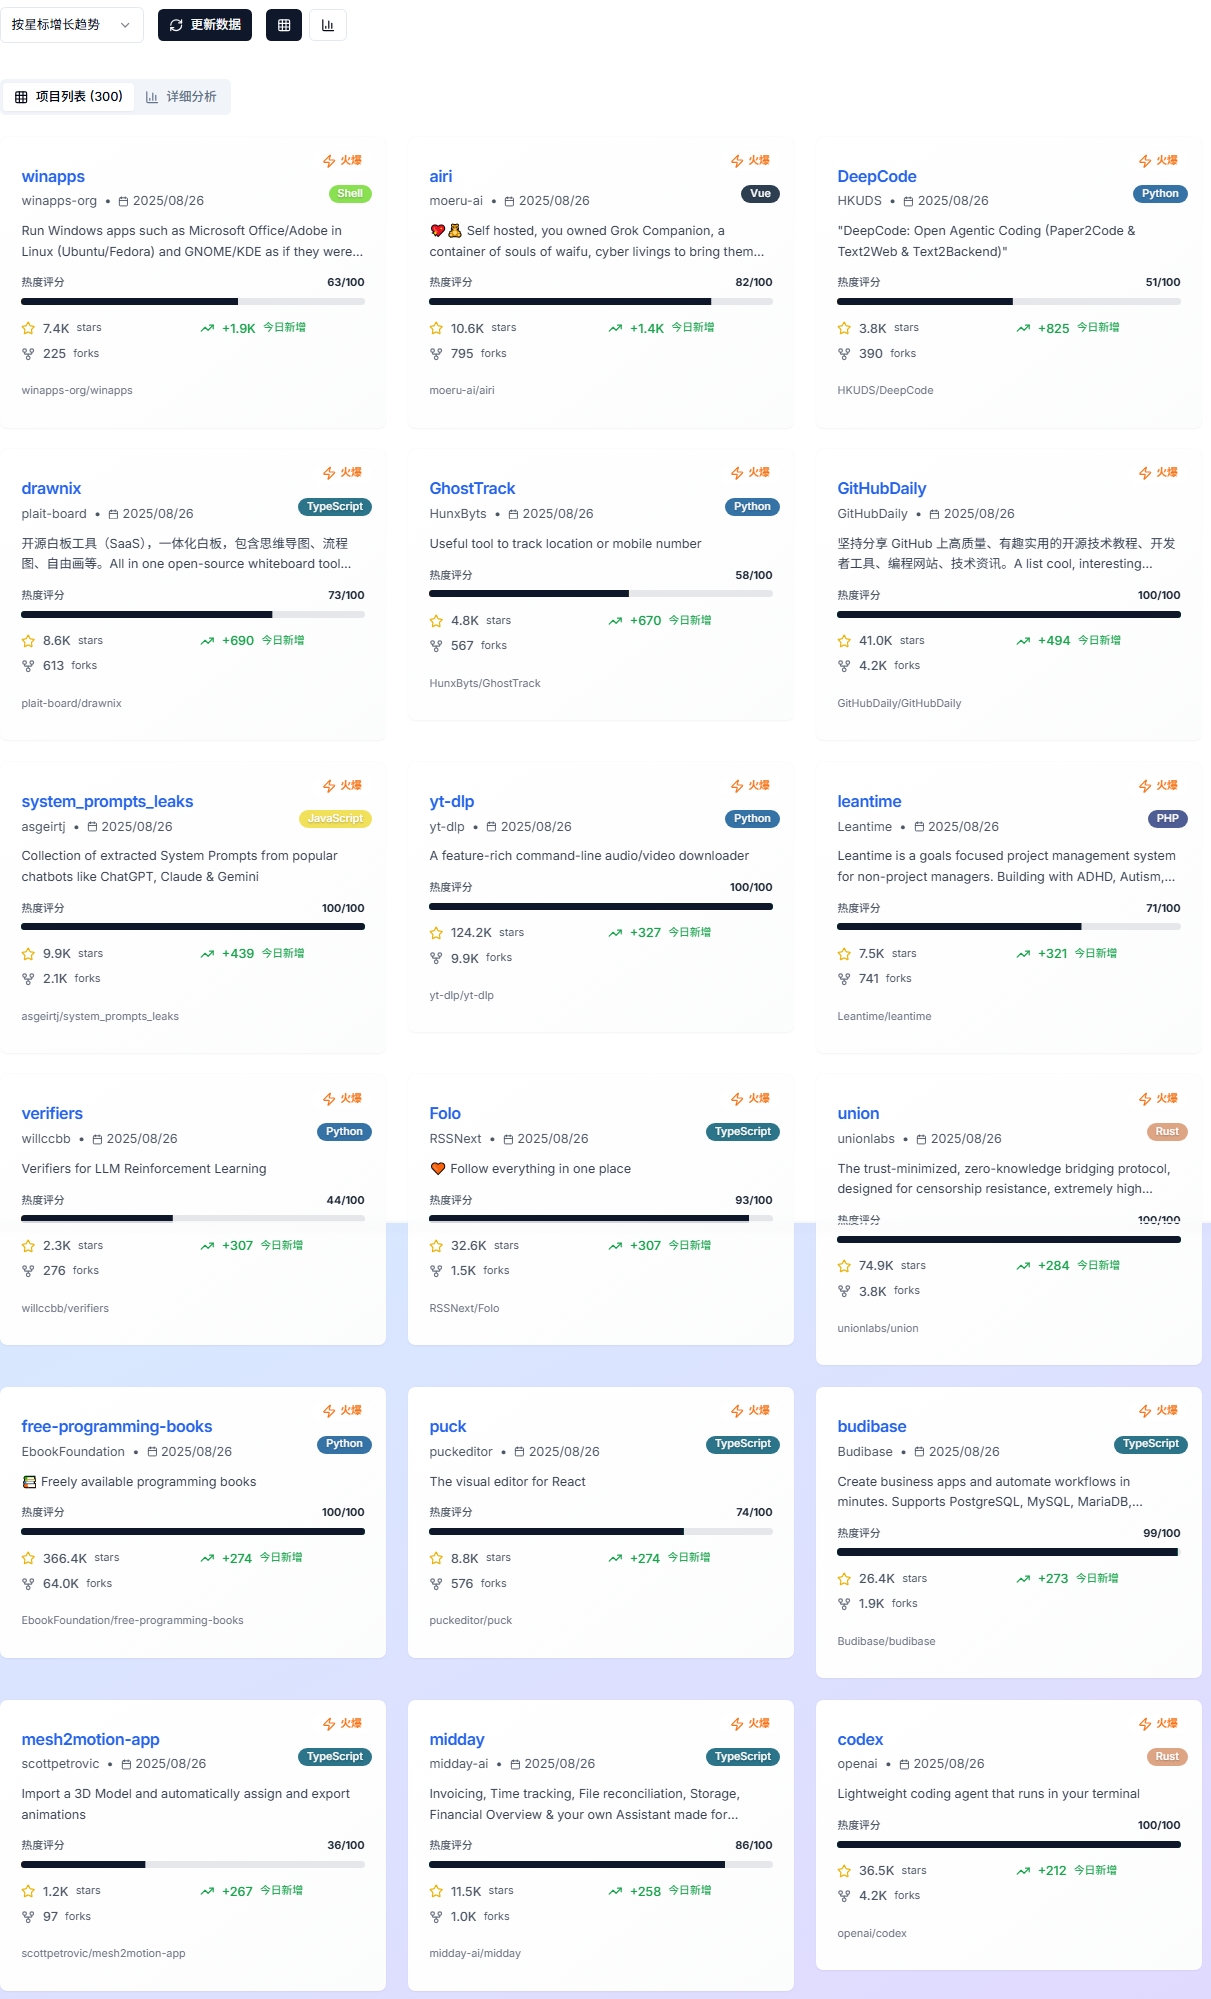 按星标增长趋势
更新数据
项目列表 (300)
详细分析
火爆
winapps
Shell
winapps-org • 2025/08/26
Run Windows apps such as Microsoft Office/Adobe in
Linux (Ubuntu/Fedora) and GNOME/KDE as if they were...
热度评分 63/100
7.4K stars +1.9K 今日新增
225 forks
winapps-org/winapps
火爆
airi
Vue
moeru-ai • 2025/08/26
💘🧸 Self hosted, you owned Grok Companion, a
container of souls of waifu, cyber livings to bring them...
热度评分 82/100
10.6K stars +1.4K 今日新增
795 forks
moeru-ai/airi
火爆
DeepCode
Python
HKUDS • 2025/08/26
"DeepCode: Open Agentic Coding (Paper2Code &
Text2Web & Text2Backend)"
热度评分 51/100
3.8K stars +825 今日新增
390 forks
HKUDS/DeepCode
火爆
drawnix
TypeScript
plait-board • 2025/08/26
开源白板工具（SaaS），一体化白板，包含思维导图、流程
图、自由画等。All in one open-source whiteboard tool...
热度评分 73/100
8.6K stars +690 今日新增
613 forks
plait-board/drawnix
火爆
GhostTrack
Python
HunxByts • 2025/08/26
Useful tool to track location or mobile number
热度评分 58/100
4.8K stars +670 今日新增
567 forks
HunxByts/GhostTrack
火爆
GitHubDaily
GitHubDaily • 2025/08/26
坚持分享 GitHub 上高质量、有趣实用的开源技术教程、开发
者工具、编程网站、技术资讯。A list cool, interesting...
热度评分 100/100
41.0K stars +494 今日新增
4.2K forks
GitHubDaily/GitHubDaily
火爆
system_prompts_leaks
JavaScript
asgeirtj • 2025/08/26
Collection of extracted System Prompts from popular
chatbots like ChatGPT, Claude & Gemini
热度评分 100/100
9.9K stars +439 今日新增
2.1K forks
asgeirtj/system_prompts_leaks
火爆
yt-dlp
Python
yt-dlp • 2025/08/26
A feature-rich command-line audio/video downloader
热度评分 100/100
124.2K stars +327 今日新增
9.9K forks
yt-dlp/yt-dlp
火爆
leantime
PHP
Leantime • 2025/08/26
Leantime is a goals focused project management system
for non-project managers. Building with ADHD, Autism,...
热度评分 71/100
7.5K stars +321 今日新增
741 forks
Leantime/leantime
火爆
verifiers
Python
willccbb • 2025/08/26
Verifiers for LLM Reinforcement Learning
热度评分 44/100
2.3K stars +307 今日新增
276 forks
willccbb/verifiers
火爆
Folo
TypeScript
RSSNext • 2025/08/26
🧡 Follow everything in one place
热度评分 93/100
32.6K stars +307 今日新增
1.5K forks
RSSNext/Folo
火爆
union
Rust
unionlabs • 2025/08/26
The trust-minimized, zero-knowledge bridging protocol,
designed for censorship resistance, extremely high...
热度评分 100/100
74.9K stars +284 今日新增
3.8K forks
unionlabs/union
火爆
free-programming-books
Python
EbookFoundation • 2025/08/26
📚 Freely available programming books
热度评分 100/100
366.4K stars +274 今日新增
64.0K forks
EbookFoundation/free-programming-books
火爆
puck
TypeScript
puckeditor • 2025/08/26
The visual editor for React
热度评分 74/100
8.8K stars +274 今日新增
576 forks
puckeditor/puck
火爆
budibase
TypeScript
Budibase • 2025/08/26
Create business apps and automate workflows in
minutes. Supports PostgreSQL, MySQL, MariaDB,...
热度评分 99/100
26.4K stars +273 今日新增
1.9K forks
Budibase/budibase
火爆
mesh2motion-app
TypeScript
scottpetrovic • 2025/08/26
Import a 3D Model and automatically assign and export
animations
热度评分 36/100
1.2K stars +267 今日新增
97 forks
scottpetrovic/mesh2motion-app
火爆
midday
TypeScript
midday-ai • 2025/08/26
Invoicing, Time tracking, File reconciliation, Storage,
Financial Overview & your own Assistant made for...
热度评分 86/100
11.5K stars +258 今日新增
1.0K forks
midday-ai/midday
火爆
codex
Rust
openai • 2025/08/26
Lightweight coding agent that runs in your terminal
热度评分 100/100
36.5K stars +212 今日新增
4.2K forks
openai/codex